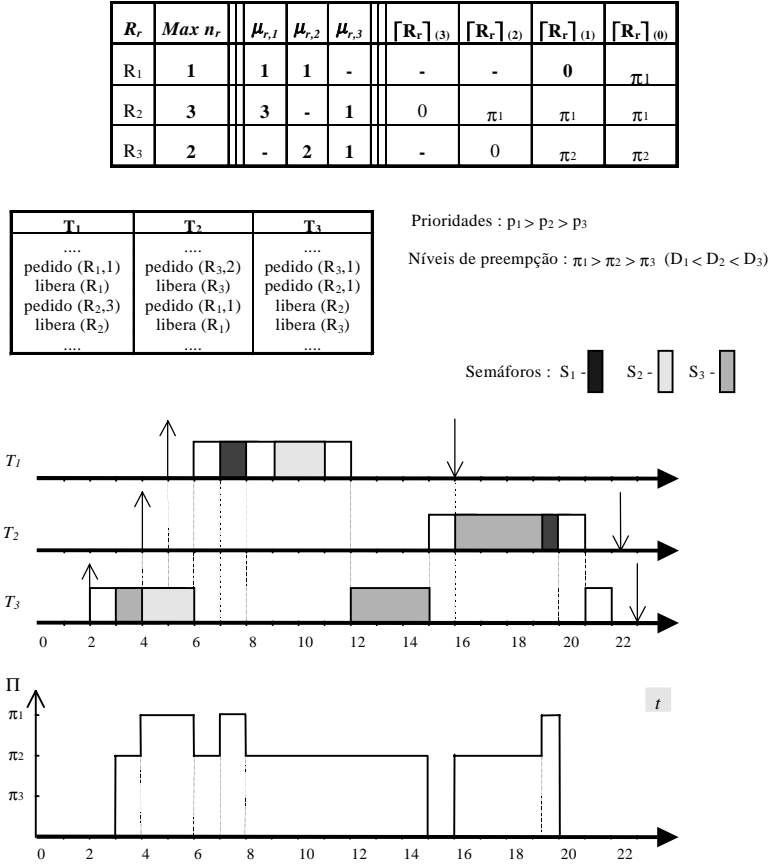 R_r Max n_r μ_r,1 μ_r,2 μ_r,3 ⌈R_r⌉ (3) ⌈R_r⌉ (2) ⌈R_r⌉ (1) ⌈R_r⌉ (0)
R1 1 1 1 - - - 0 π1
R2 3 3 - 1 0 π1 π1 π1
R3 2 - 2 1 - 0 π2 π2
T1 T2 T3
.... .... ....
pedido (R1,1) pedido (R3,2) pedido (R3,1)
libera (R1) libera (R3) pedido (R2,1)
pedido (R2,3) pedido (R1,1) libera (R2)
libera (R2) libera (R1) libera (R3)
.... .... ....
Prioridades : p1 > p2 > p3
Níveis de preempção : π1 > π2 > π3 (D1 < D2 < D3)
Semáforos : S1 - S2 - S3 -
T1
T2
T3
0 2 4 6 8 10 12 14 16 18 20 22
Π
t
π1
π2
π3
0 2 4 6 8 10 12 14 16 18 20 22